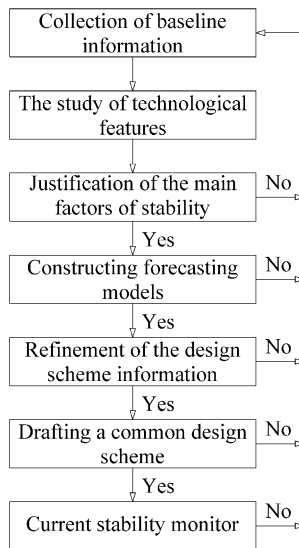 Collection of baseline
information
The study of technological
features
Justification of the main
factors of stability
No
Yes
Constructing forecasting
models
No
Yes
Refinement of the design
scheme information
No
Yes
Drafting a common design
scheme
No
Yes
Current stability monitor
No